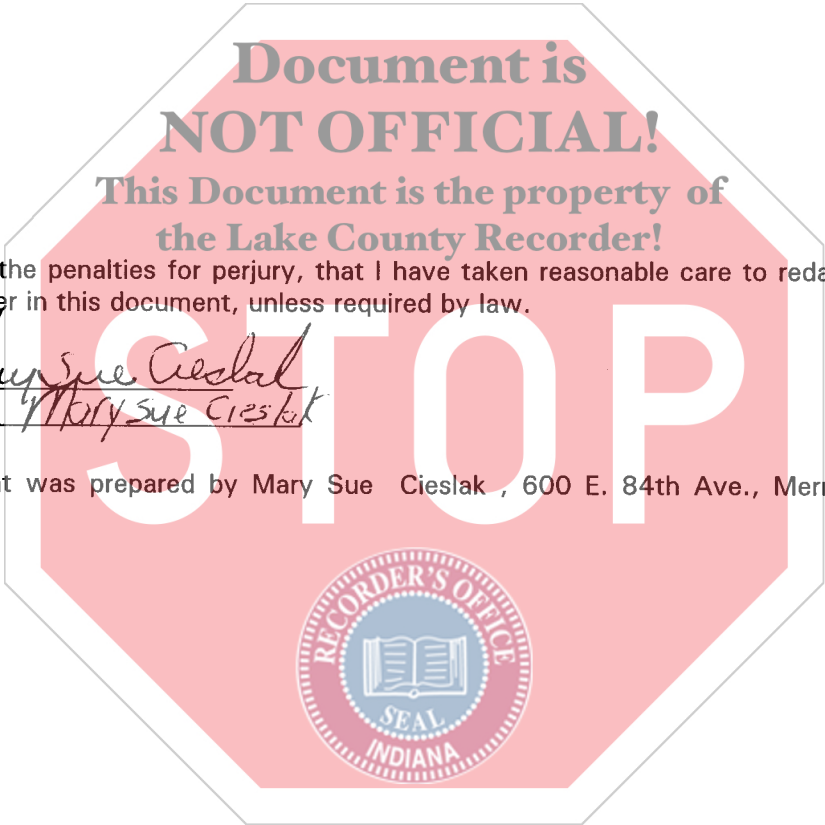 Document is
NOT OFFICIAL!
This Document is the property of
the Lake County Recorder!
the penalties for perjury, that I have taken reasonable care to reda
er in this document, unless required by law.
y Sue Cieslak
Mary Sue Cieslak
STOP
t was prepared by Mary Sue Cieslak , 600 E. 84th Ave., Merr
RECORDER'S OFFICE
SEAL
INDIANA